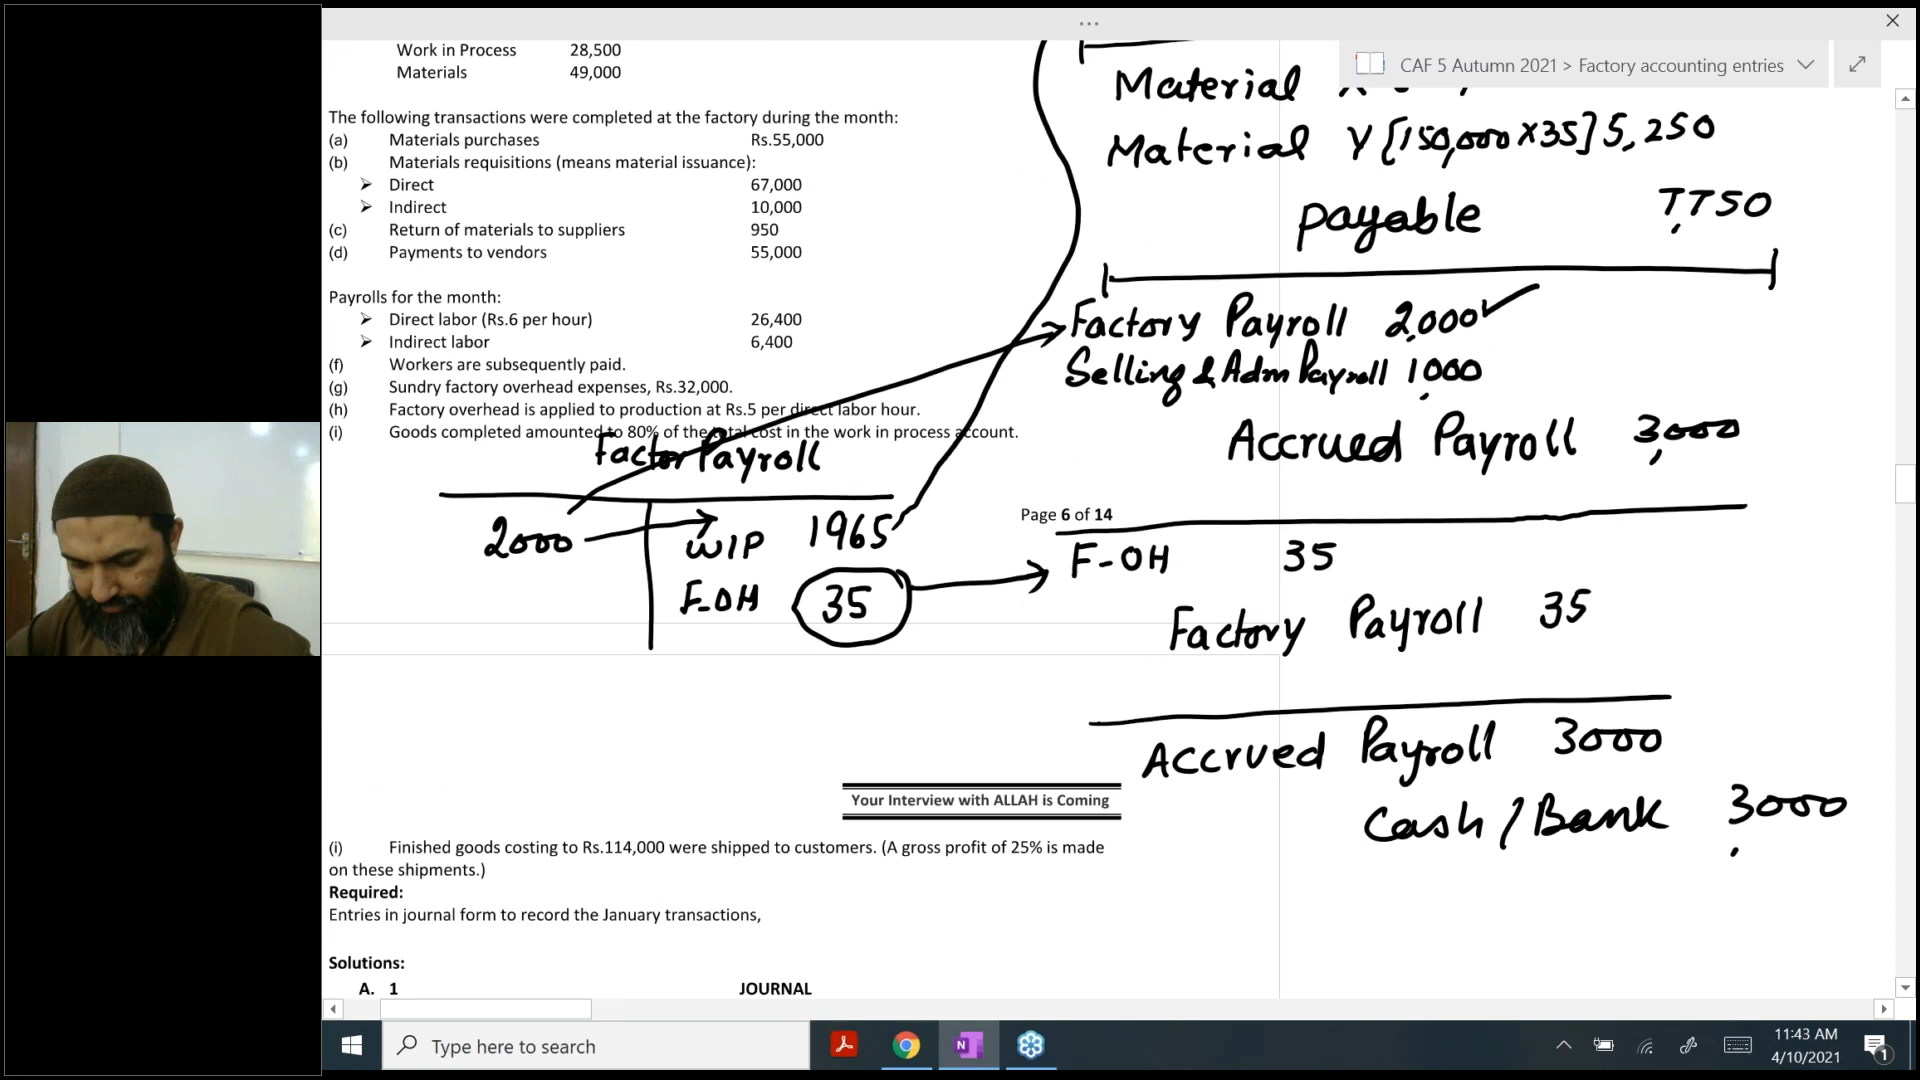 CAF 5 Autumn 2021 > Factory accounting entries
Work in Process 28,500
Materials 49,000
The following transactions were completed at the factory during the month:
(a) Materials purchases Rs.55,000
(b) Materials requisitions (means material issuance):
Direct 67,000
Indirect 10,000
(c) Return of materials to suppliers 950
(d) Payments to vendors 55,000
Payrolls for the month:
Direct labor (Rs.6 per hour) 26,400
Indirect labor 6,400
(f) Workers are subsequently paid.
(g) Sundry factory overhead expenses, Rs.32,000.
(h) Factory overhead is applied to production at Rs.5 per direct labor hour.
(i) Goods completed amounted to 80% of the total cost in the work in process account.
Factor Payroll
2000 WIP 1965
F-OH 35
Page 6 of 14
Your Interview with ALLAH is Coming
(i) Finished goods costing to Rs.114,000 were shipped to customers. (A gross profit of 25% is made
on these shipments.)
Required:
Entries in journal form to record the January transactions,
Solutions:
A. 1 JOURNAL
Material
Material Y [150,000 x 35] 5,250
payable 7,750
Factory Payroll 2,000
Selling & Adm Payroll 1,000
Accrued Payroll 3,000
F-OH 35
Factory Payroll 35
Accrued Payroll 3000
Cash / Bank 3000
Type here to search
11:43 AM
4/10/2021
1